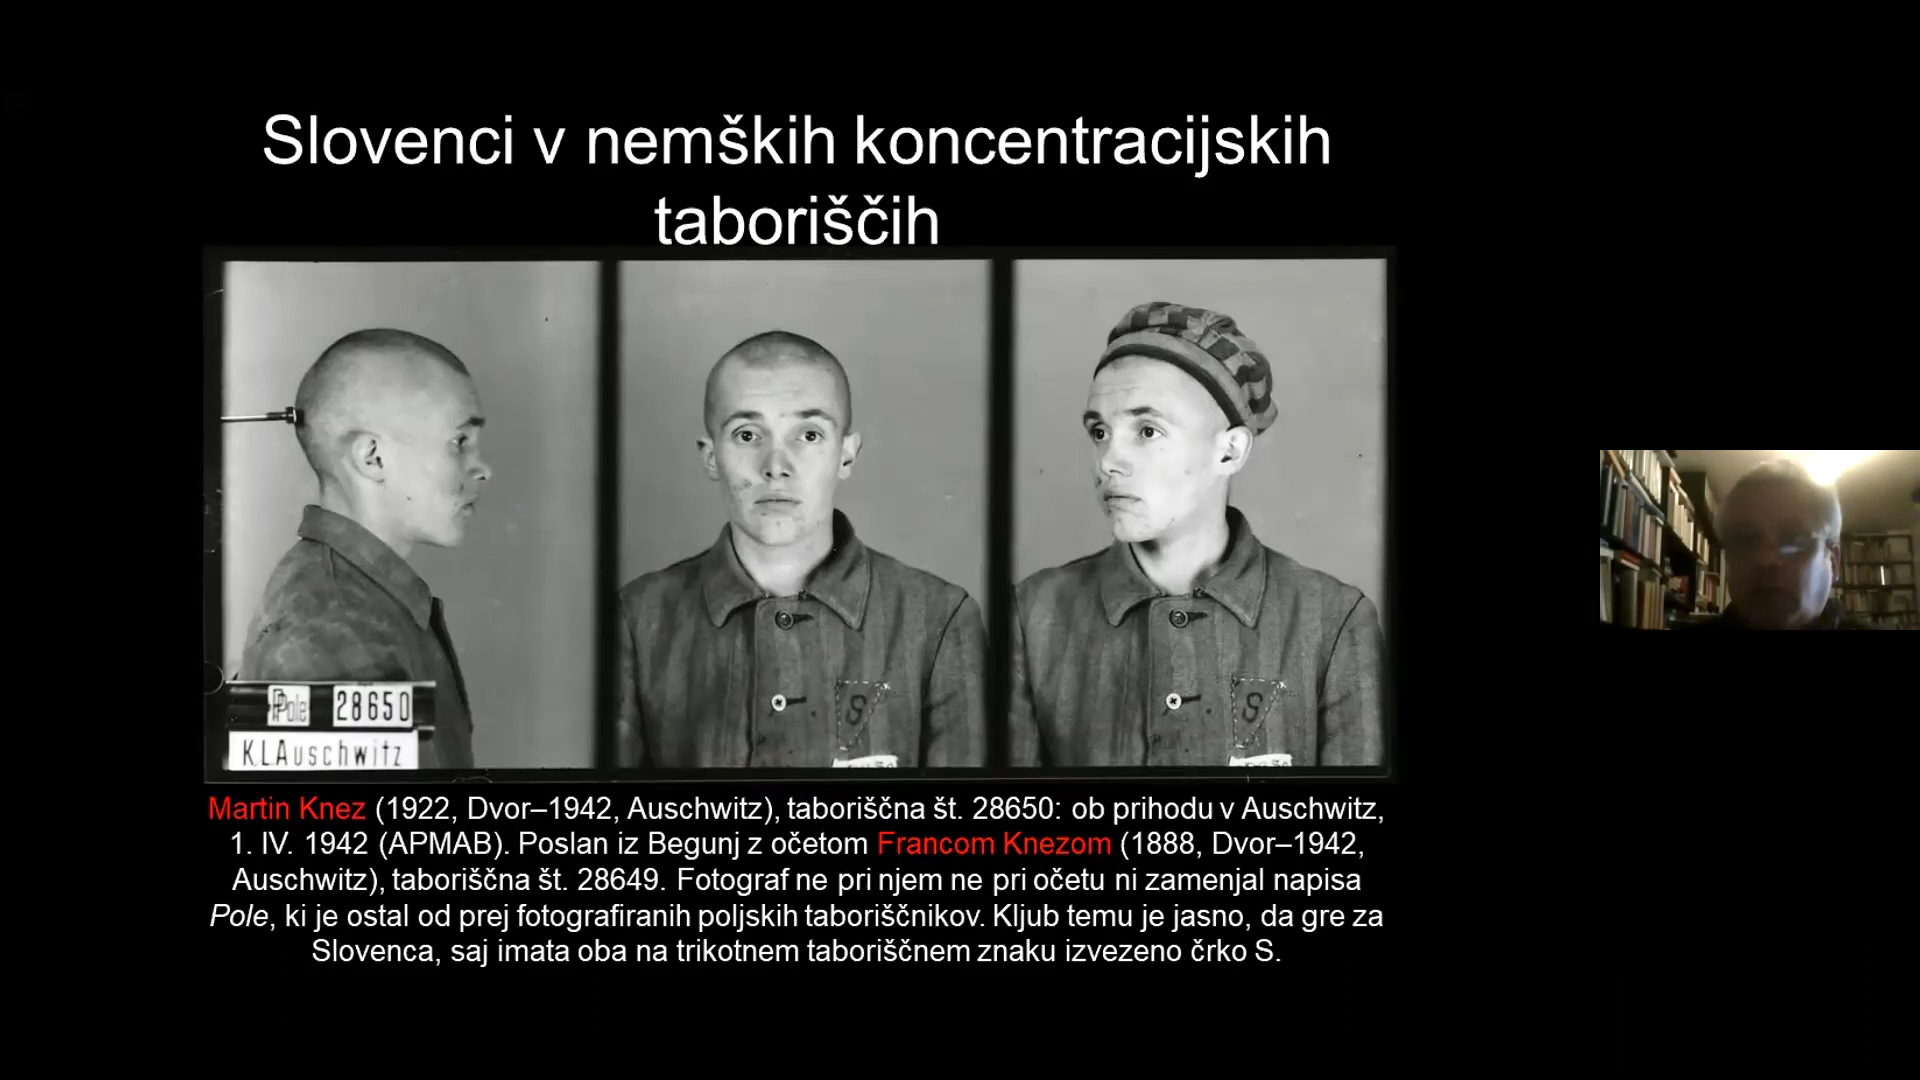 Slovenci v nemških koncentracijskih
taboriščih
Pole 28650
KLAuschwitz
S
S
Martin Knez (1922, Dvor–1942, Auschwitz), taboriščna št. 28650: ob prihodu v Auschwitz,
1. IV. 1942 (APMAB). Poslan iz Begunj z očetom Francom Knezom (1888, Dvor–1942,
Auschwitz), taboriščna št. 28649. Fotograf ne pri njem ne pri očetu ni zamenjal napisa
Pole, ki je ostal od prej fotografiranih poljskih taboriščnikov. Kljub temu je jasno, da gre za
Slovenca, saj imata oba na trikotnem taboriščnem znaku izvezeno črko S.